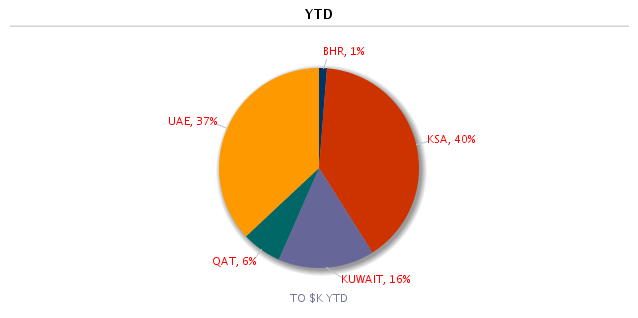 YTD
BHR, 1%
UAE, 37%
KSA, 40%
QAT, 6%
KUWAIT, 16%
TO $K YTD